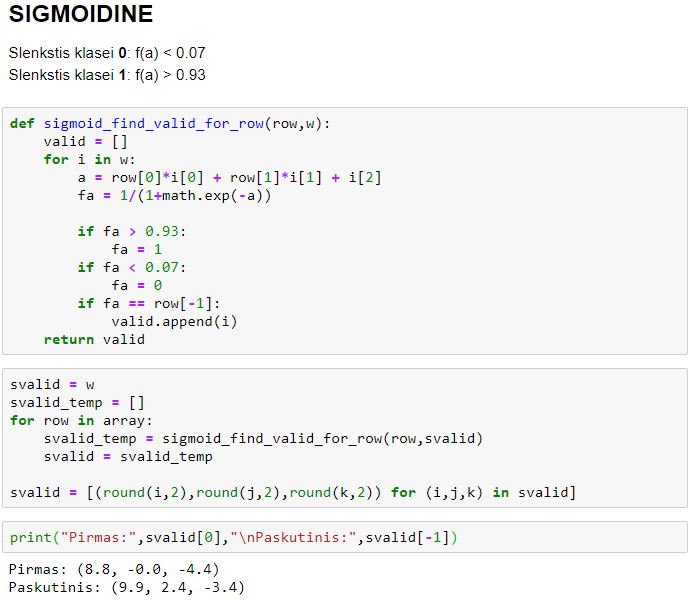 SIGMOIDINE
Slenkstis klasei 0: f(a) < 0.07
Slenkstis klasei 1: f(a) > 0.93
def sigmoid_find_valid_for_row(row,w):
    valid = []
    for i in w:
        a = row[0]*i[0] + row[1]*i[1] + i[2]
        fa = 1/(1+math.exp(-a))
        if fa > 0.93:
            fa = 1
        if fa < 0.07:
            fa = 0
        if fa == row[-1]:
            valid.append(i)
    return valid
svalid = w
svalid_temp = []
for row in array:
    svalid_temp = sigmoid_find_valid_for_row(row,svalid)
    svalid = svalid_temp
svalid = [(round(i,2),round(j,2),round(k,2)) for (i,j,k) in svalid]
print("Pirmas:",svalid[0],"\nPaskutinis:",svalid[-1])
Pirmas: (8.8, -0.0, -4.4)
Paskutinis: (9.9, 2.4, -3.4)